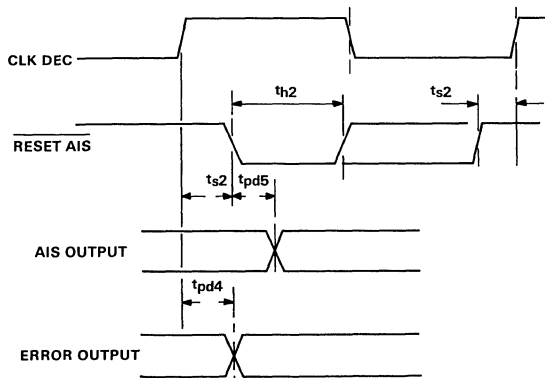 CLK DEC
th2
ts2
RESET AIS
ts2
tpd5
AIS OUTPUT
tpd4
ERROR OUTPUT